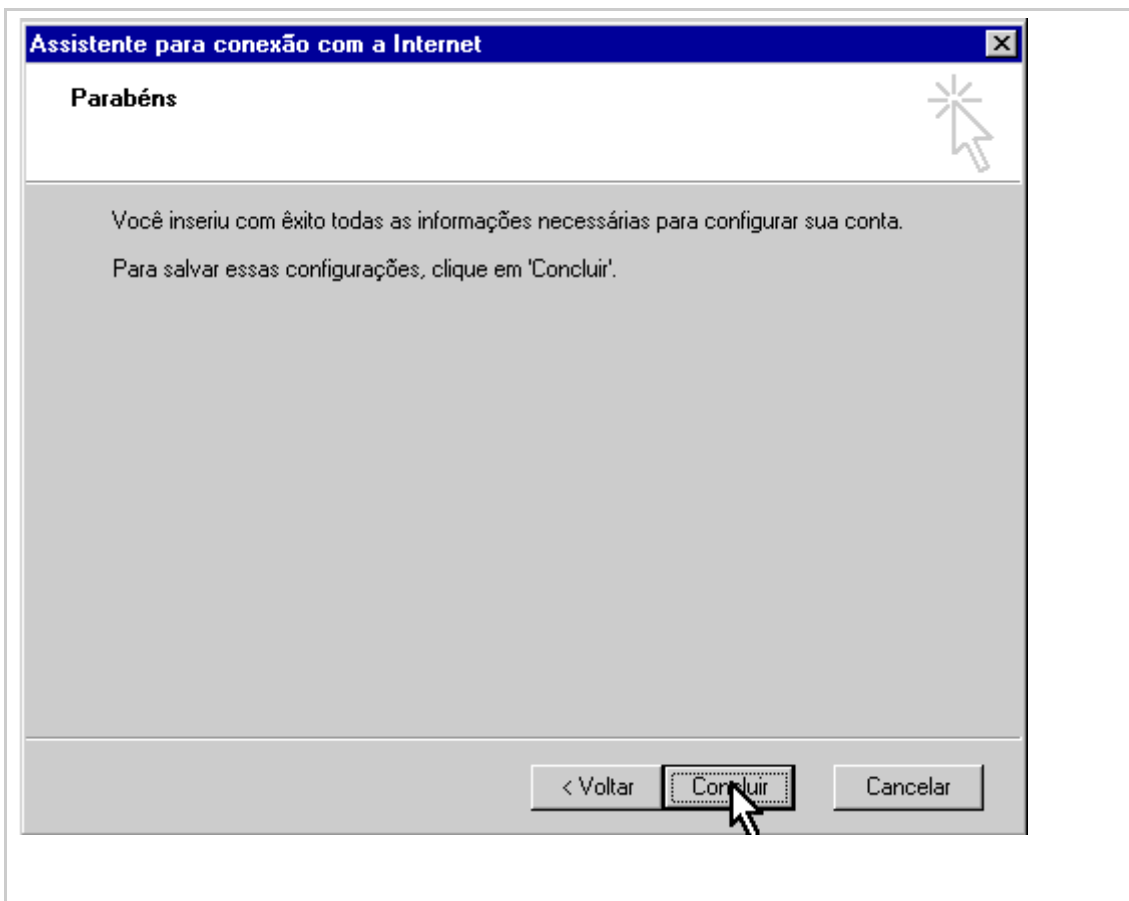 Assistente para conexão com a Internet
Parabéns
Você inseriu com êxito todas as informações necessárias para configurar sua conta.
Para salvar essas configurações, clique em 'Concluir'.
< Voltar
Concluir
Cancelar